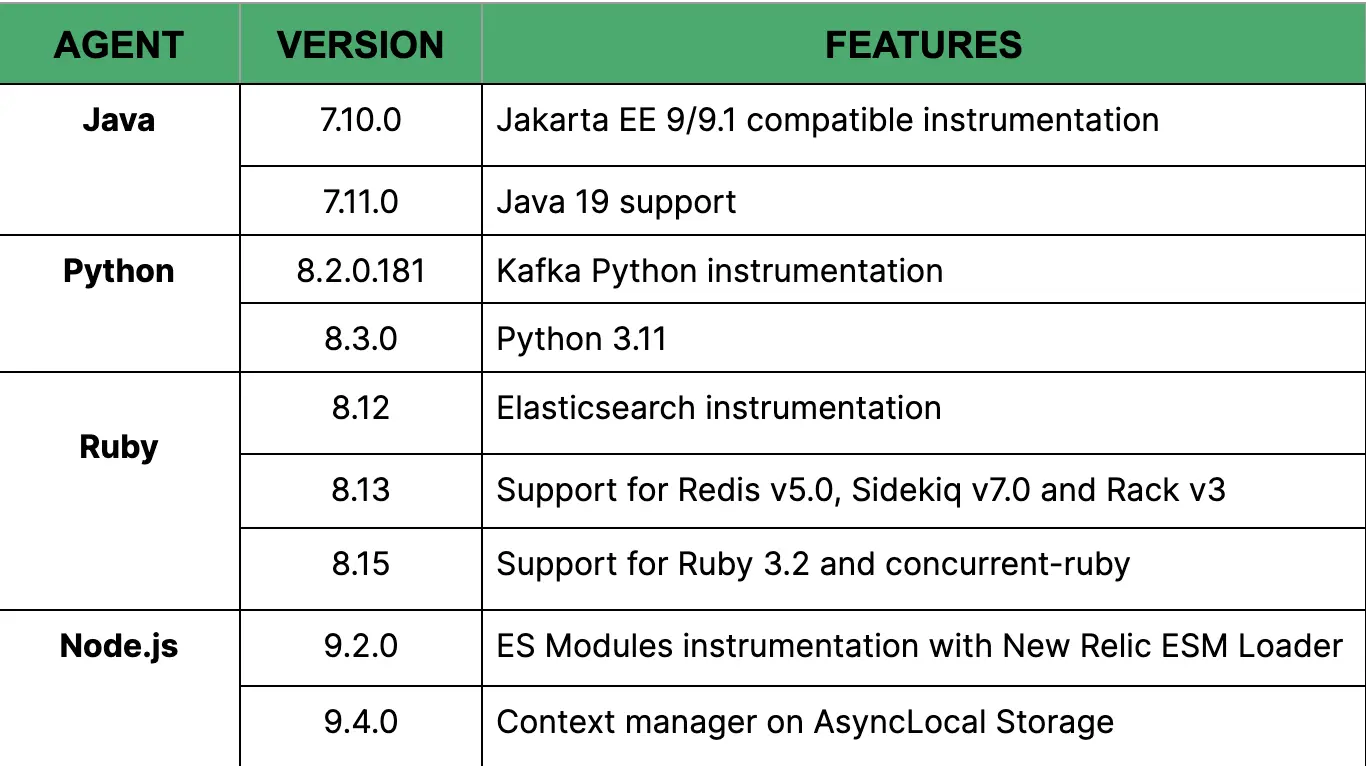 AGENT VERSION FEATURES
Java 7.10.0 Jakarta EE 9/9.1 compatible instrumentation
7.11.0 Java 19 support
Python 8.2.0.181 Kafka Python instrumentation
8.3.0 Python 3.11
8.12 Elasticsearch instrumentation
Ruby
8.13 Support for Redis v5.0, Sidekiq v7.0 and Rack v3
8.15 Support for Ruby 3.2 and concurrent-ruby
Node.js 9.2.0 ES Modules instrumentation with New Relic ESM Loader
9.4.0 Context manager on AsyncLocal Storage